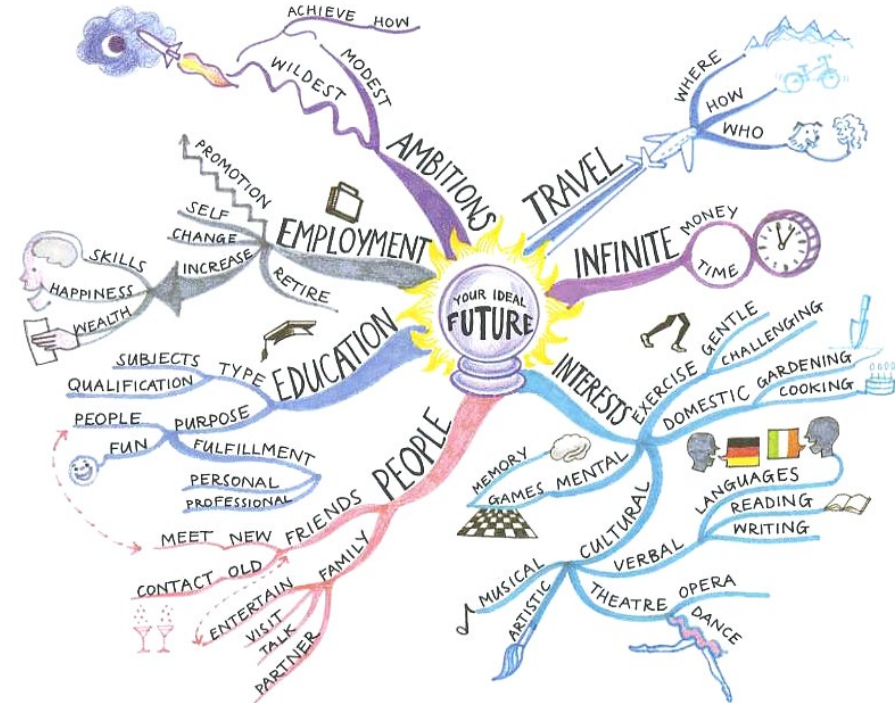 YOUR IDEAL
FUTURE
AMBITIONS
MODEST
ACHIEVE HOW
WILDEST
TRAVEL
WHERE
HOW
WHO
INFINITE
MONEY
TIME
INTERESTS
EXERCISE
GENTLE
CHALLENGING
DOMESTIC
GARDENING
COOKING
MENTAL
MEMORY
GAMES
CULTURAL
VERBAL
LANGUAGES
READING
WRITING
THEATRE
OPERA
DANCE
ARTISTIC
MUSICAL
PEOPLE
FRIENDS
NEW
MEET
OLD
CONTACT
FAMILY
ENTERTAIN
VISIT
TALK
PARTNER
EDUCATION
TYPE
SUBJECTS
QUALIFICATION
PURPOSE
PEOPLE
FUN
FULFILLMENT
PERSONAL
PROFESSIONAL
EMPLOYMENT
PROMOTION
SELF
CHANGE
INCREASE
SKILLS
HAPPINESS
WEALTH
RETIRE